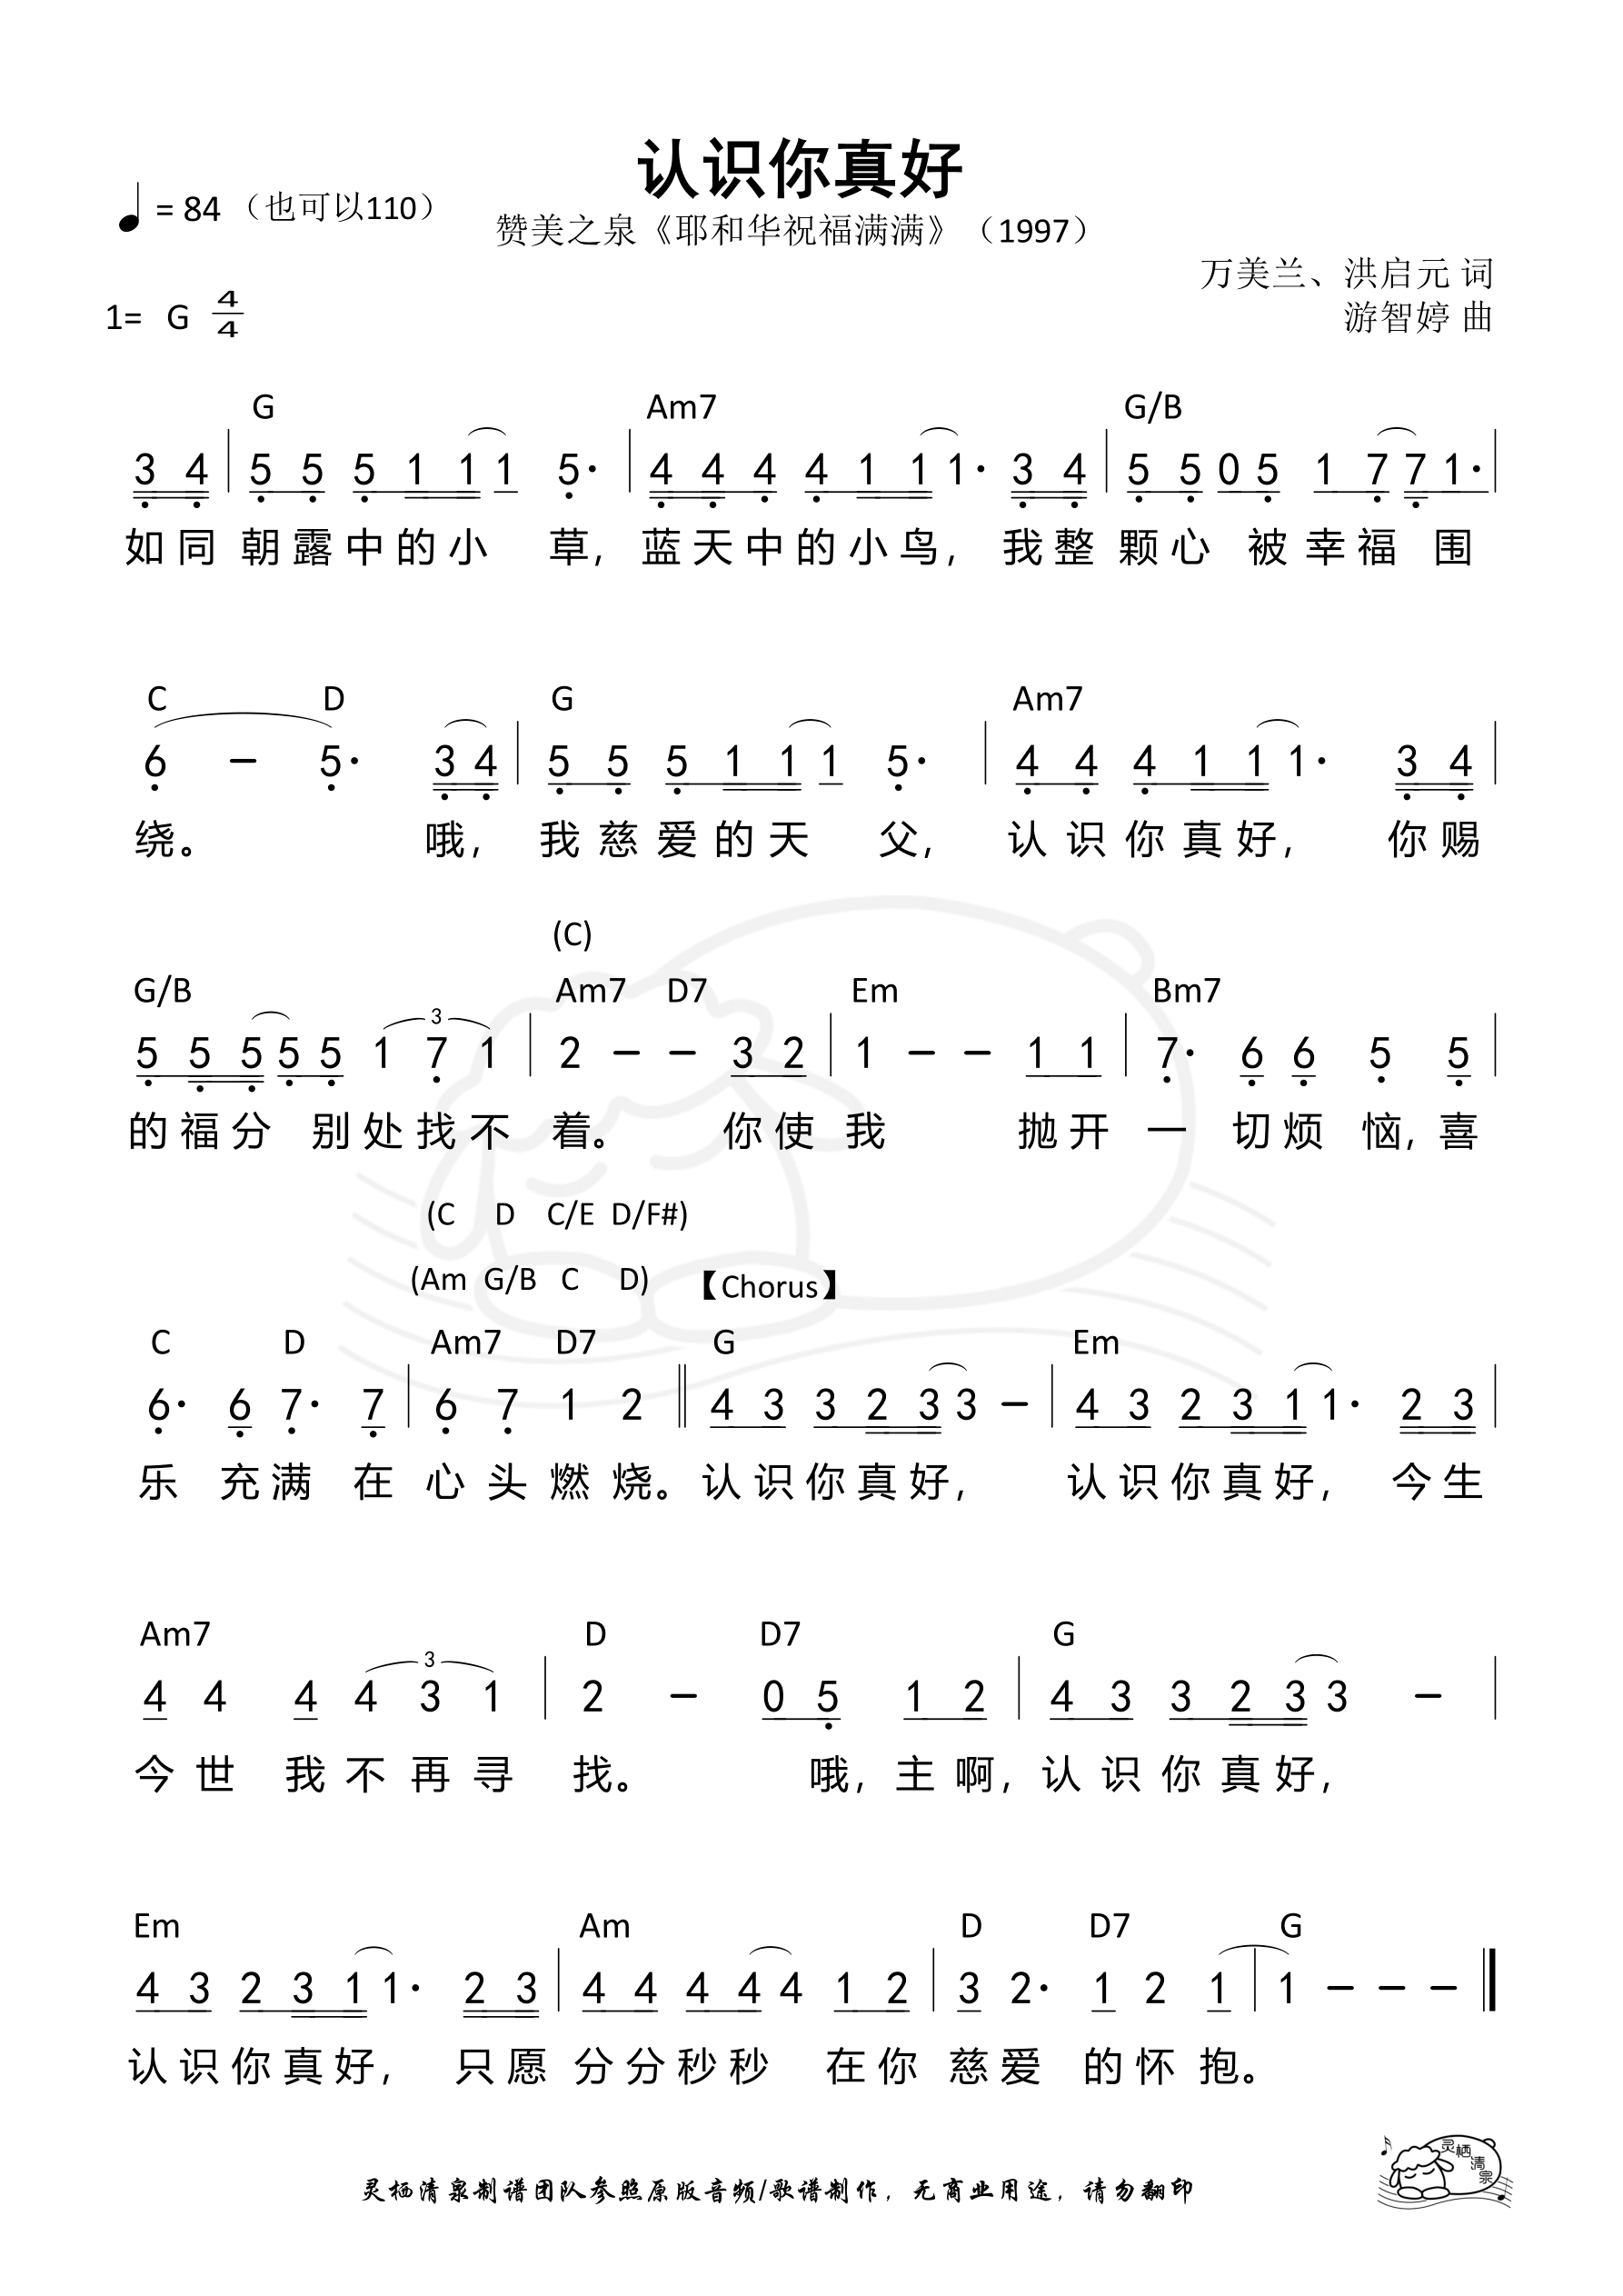 认识你真好
♩ = 84 （也可以110）
赞美之泉《耶和华祝福满满》（1997）
万美兰、洪启元 词
1= G 4/4
游智婷 曲
G Am7 G/B
3 4 | 5 5 5 1 1 1 5· | 4 4 4 4 1 1 1· 3 4 | 5 5 0 5 1 7 7 1· |
如同朝露中的小 草，蓝天中的小鸟，我整颗心 被幸福 围
C D G Am7
6 – 5· 3 4 | 5 5 5 1 1 1 5· | 4 4 4 1 1 1· 3 4 |
绕。 哦，我慈爱的天 父，认识你真好，你赐
(C)
G/B Am7 D7 Em Bm7
5 5 5 5 5 1 7 1 | 2 – – 3 2 | 1 – – 1 1 | 7· 6 6 5 5 |
3
的福分 别处找不 着。 你使 我 抛开 一 切烦 恼，喜
(C D C/E D/F#)
(Am G/B C D) 【Chorus】
C D Am7 D7 G Em
6· 6 7· 7 | 6 7 1 2 ‖ 4 3 3 2 3 3 – | 4 3 2 3 1 1· 2 3 |
乐 充满 在 心头燃烧。认识你真好，认识你真好，今生
Am7 D D7 G
4 4 4 4 3 1 | 2 – 0 5 1 2 | 4 3 3 2 3 3 – |
3
今世 我不再寻 找。 哦，主啊，认识你真好，
Em Am D D7 G
4 3 2 3 1 1· 2 3 | 4 4 4 4 4 1 2 | 3 2· 1 2 1 | 1 – – – ‖
认识你真好，只愿 分分秒秒 在你 慈爱 的怀 抱。
灵栖清泉
灵栖清泉制谱团队参照原版音频/歌谱制作，无商业用途，请勿翻印